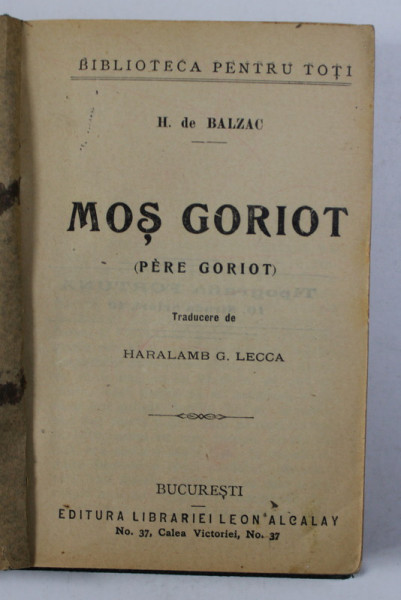 BIBLIOTECA PENTRU TOȚI
H. de BALZAC
MOȘ GORIOT
(PÈRE GORIOT)
Traducere de
HARALAMB G. LECCA
BUCUREȘTI
EDITURA LIBRARIEI LEON ALCALAY
No. 37, Calea Victoriei, No. 37